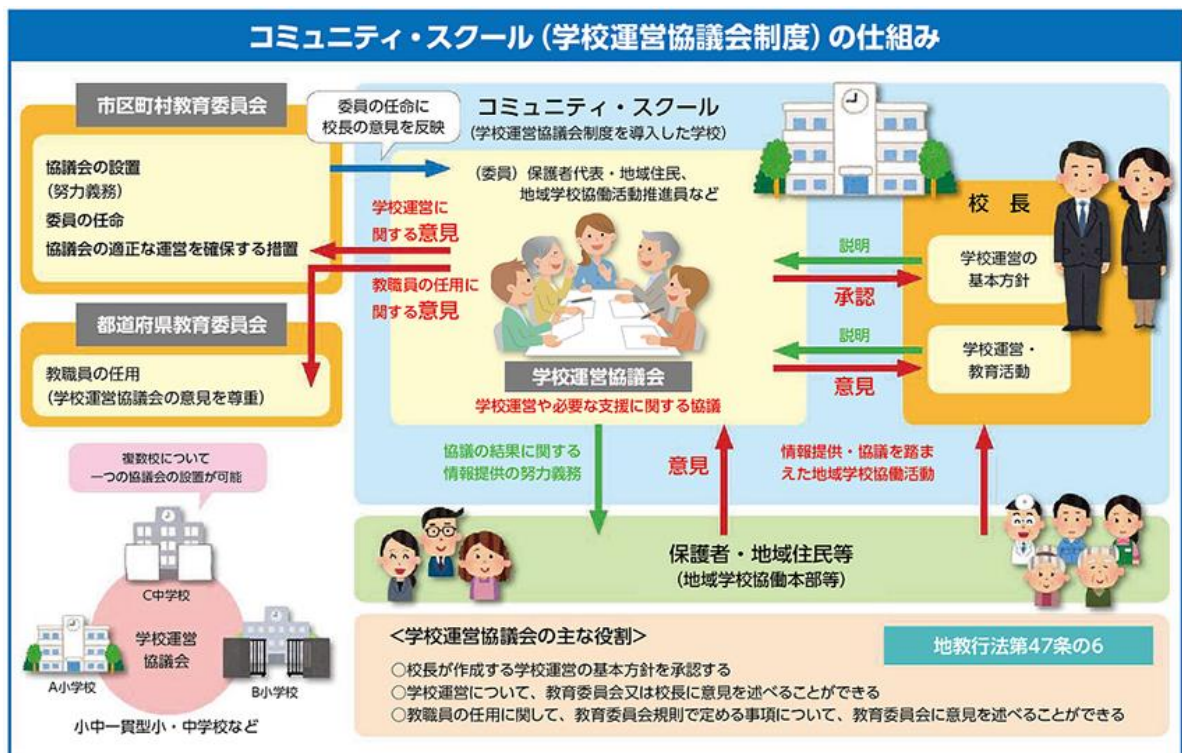 コミュニティ・スクール（学校運営協議会制度）の仕組み
市区町村教育委員会
協議会の設置
（努力義務）
委員の任命
協議会の適正な運営を確保する措置
委員の任命に
校長の意見を反映
コミュニティ・スクール
（学校運営協議会制度を導入した学校）
（委員）保護者代表・地域住民、
地域学校協働活動推進員など
学校運営に
関する意見
教職員の任用に
関する意見
学校運営協議会
学校運営や必要な支援に関する協議
校　長
説明
承認
学校運営の
基本方針
説明
意見
学校運営・
教育活動
都道府県教育委員会
教職員の任用
（学校運営協議会の意見を尊重）
協議の結果に関する
情報提供の努力義務
意見
情報提供・協議を踏ま
えた地域学校協働活動
保護者・地域住民等
（地域学校協働本部等）
複数校について
一つの協議会の設置が可能
C中学校
学校運営
協議会
A小学校
B小学校
小中一貫型小・中学校など
＜学校運営協議会の主な役割＞
地教行法第47条の6
○校長が作成する学校運営の基本方針を承認する
○学校運営について、教育委員会又は校長に意見を述べることができる
○教職員の任用に関して、教育委員会規則で定める事項について、教育委員会に意見を述べることができる